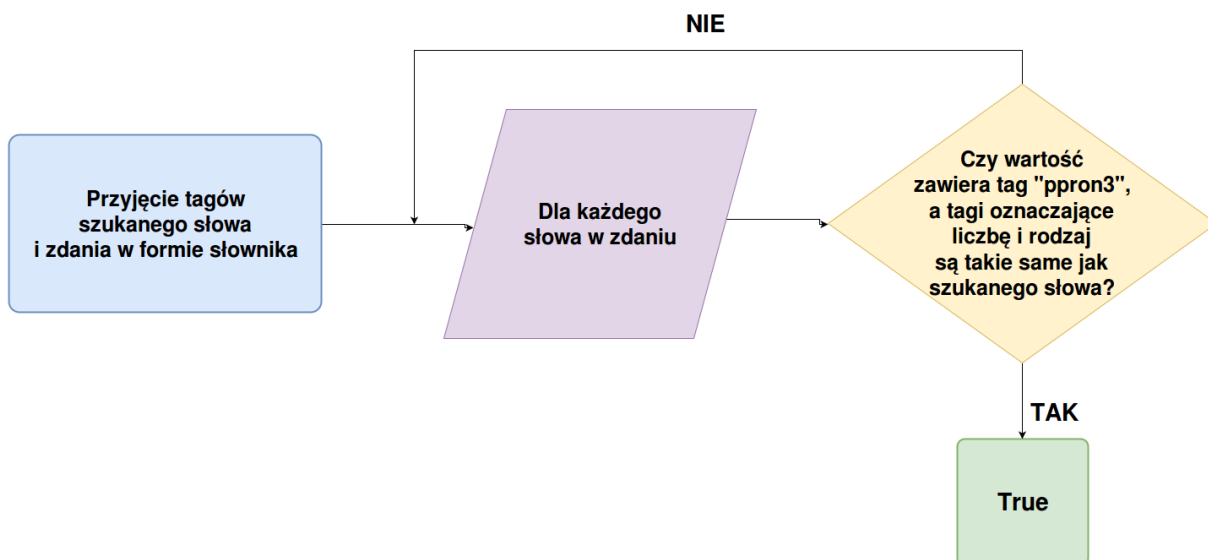 NIE
Przyjęcie tagów
szukanego słowa
i zdania w formie słownika
Dla każdego
słowa w zdaniu
Czy wartość
zawiera tag "ppron3",
a tagi oznaczające
liczbę i rodzaj
są takie same jak
szukanego słowa?
TAK
True